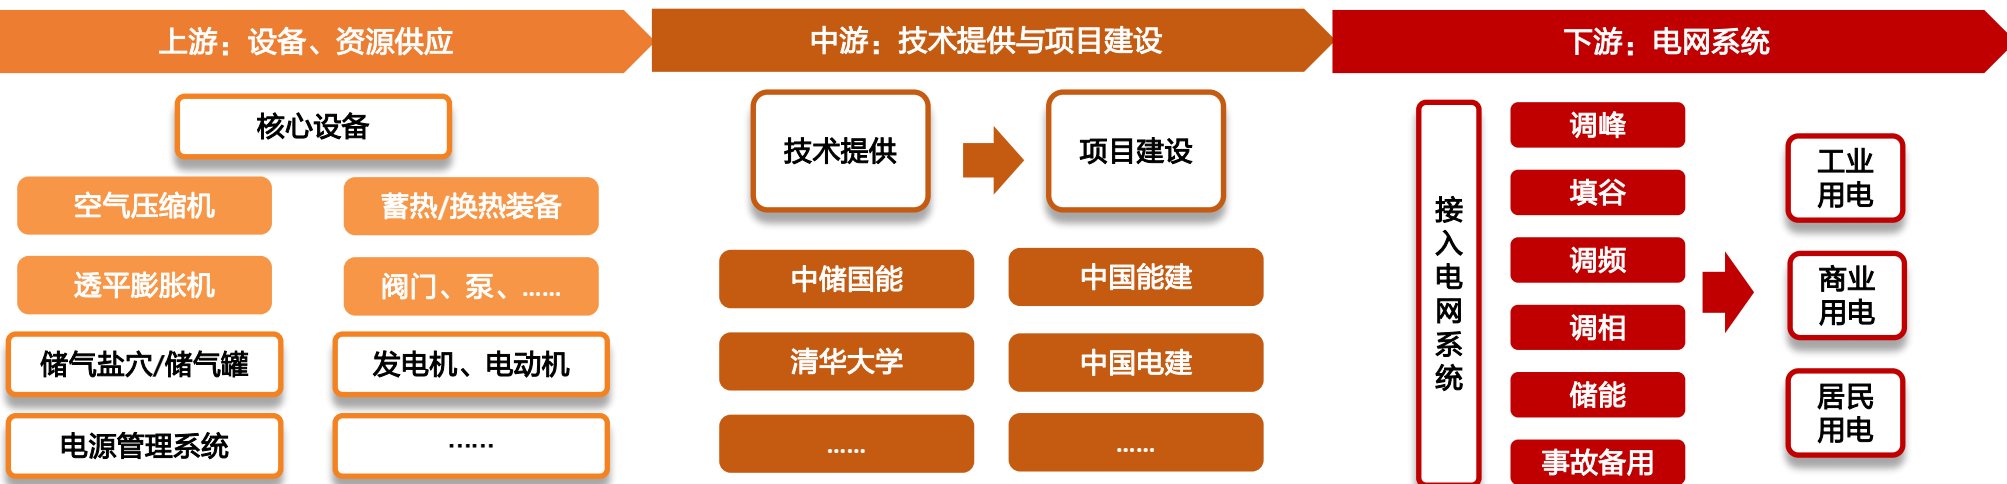 上游：设备、资源供应
核心设备
空气压缩机
蓄热/换热装备
透平膨胀机
阀门、泵、……
储气盐穴/储气罐
发电机、电动机
电源管理系统
……
中游：技术提供与项目建设
技术提供
项目建设
中储国能
中国能建
清华大学
中国电建
……
……
下游：电网系统
接
入
电
网
系
统
调峰
填谷
调频
调相
储能
事故备用
工业
用电
商业
用电
居民
用电